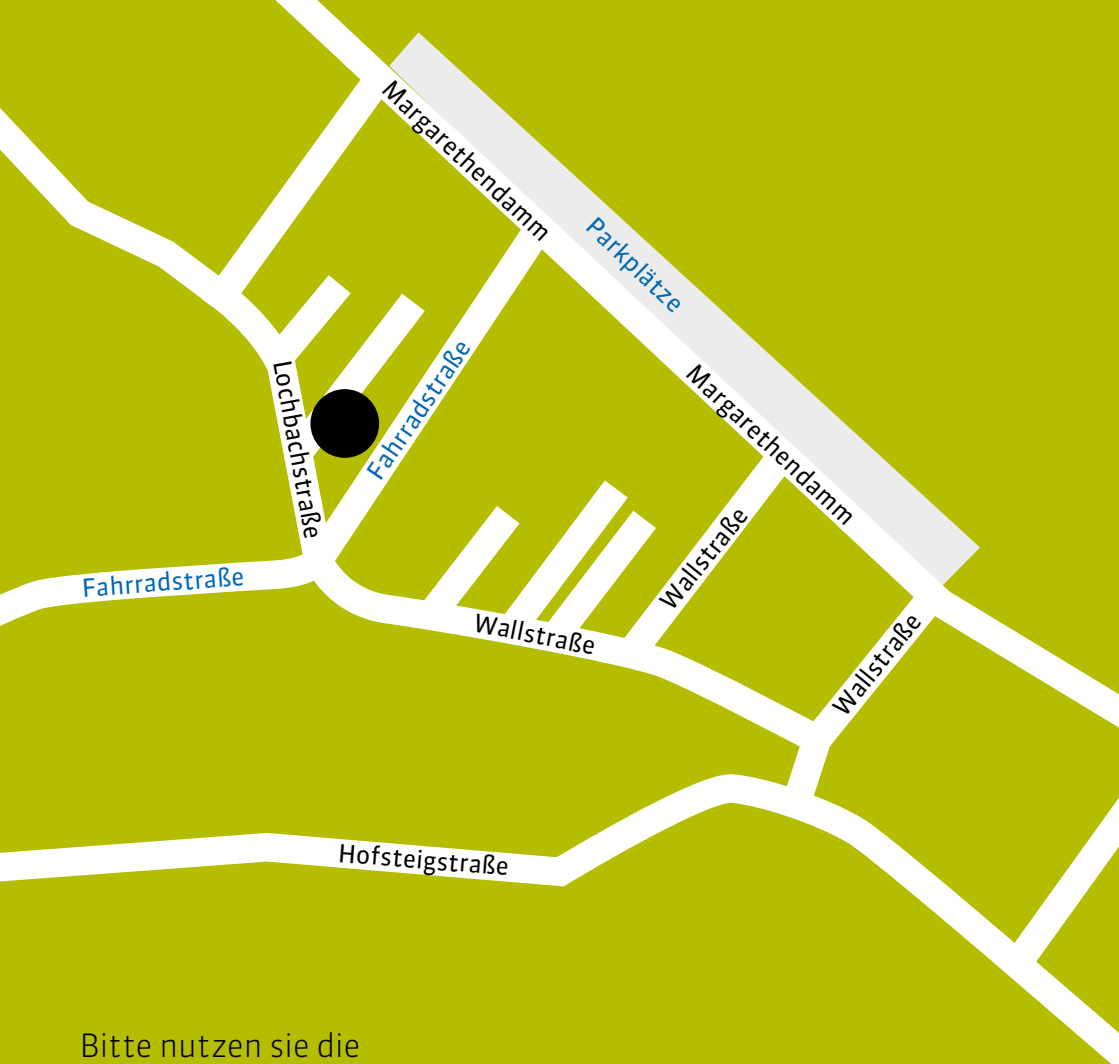 Margarethendamm
Parkplätze
Fahrradstraße
Lochbachstraße
Margarethendamm
Wallstraße
Fahrradstraße
Wallstraße
Wallstraße
Hofsteigstraße
Bitte nutzen sie die